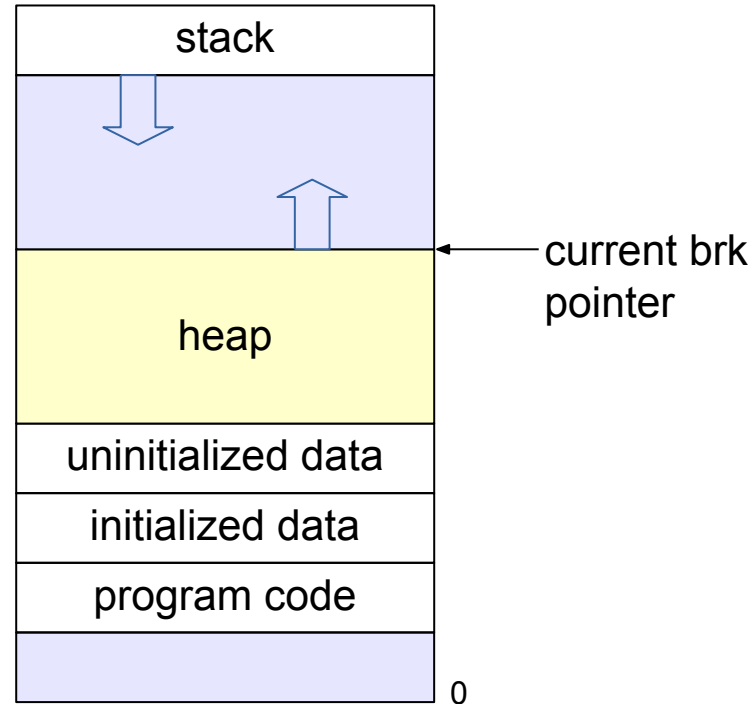 stack
current brk
pointer
heap
uninitialized data
initialized data
program code
0